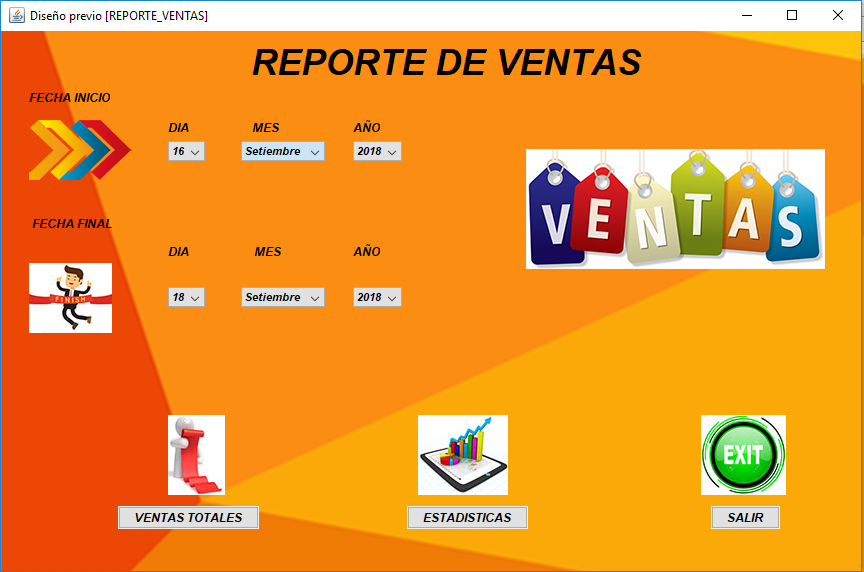 Diseño previo [REPORTE_VENTAS]
REPORTE DE VENTAS
FECHA INICIO
DIA MES AÑO
16 Setiembre 2018
VENTAS
FECHA FINAL
DIA MES AÑO
FINISH
18 Setiembre 2018
EXIT
VENTAS TOTALES ESTADISTICAS SALIR